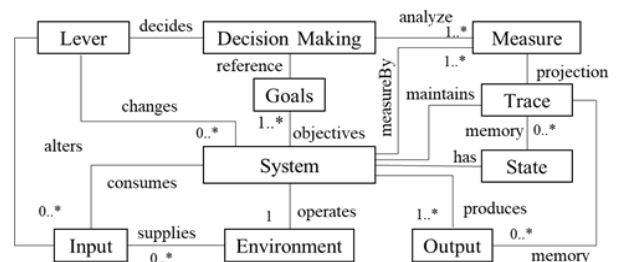 Lever
decides
Decision Making
analyze
1..*
Measure
reference
measureBy
1..*
projection
Goals
maintains
Trace
changes
0..*
1..*
objectives
memory
0..*
alters
System
has
State
consumes
0..*
1
operates
1..*
produces
Input
supplies
0..*
Environment
Output
0..*
memory